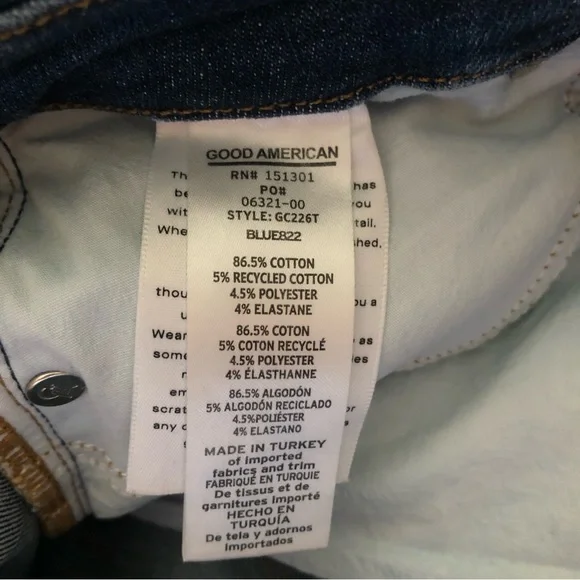 GOOD AMERICAN
RN# 151301
PO#
06321-00
STYLE: GC226T
BLUE822
86.5% COTTON
5% RECYCLED COTTON
4.5% POLYESTER
4% ELASTANE
86.5% COTON
5% COTON RECYCLÉ
4.5% POLYESTER
4% ÉLASTHANNE
86.5% ALGODÓN
5% ALGODÓN RECICLADO
4.5%POLIÉSTER
4% ELASTANO
MADE IN TURKEY
of imported
fabrics and trim
FABRIQUÉ EN TURQUIE
De tissus et de
garnitures importé
HECHO EN
TURQUÍA
De tela y adornos
importados